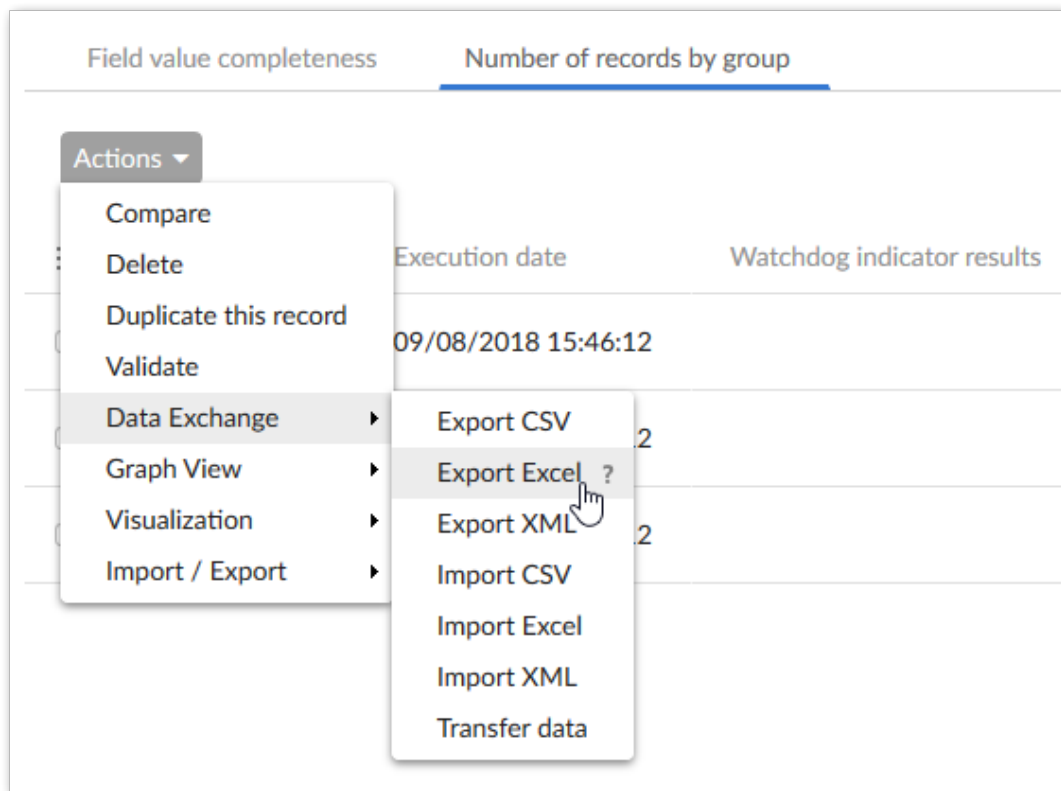 Field value completeness
Number of records by group
Actions
Compare
Delete
Duplicate this record
Validate
Data Exchange
Graph View
Visualization
Import / Export
Execution date
Watchdog indicator results
09/08/2018 15:46:12
Export CSV
Export Excel ?
Export XML
Import CSV
Import Excel
Import XML
Transfer data
12
12